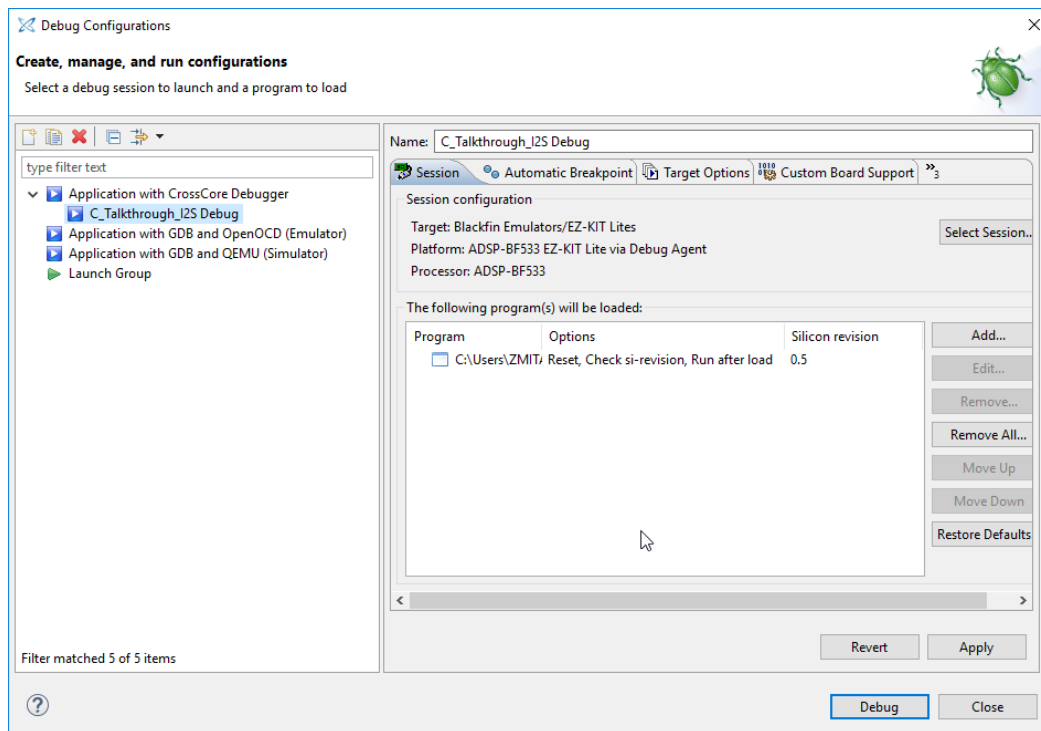 Debug Configurations
Create, manage, and run configurations
Select a debug session to launch and a program to load
type filter text
Application with CrossCore Debugger
C_Talkthrough_I2S Debug
Application with GDB and OpenOCD (Emulator)
Application with GDB and QEMU (Simulator)
Launch Group
Filter matched 5 of 5 items
Name: C_Talkthrough_I2S Debug
Session Automatic Breakpoint Target Options Custom Board Support »3
Session configuration
Target: Blackfin Emulators/EZ-KIT Lites
Platform: ADSP-BF533 EZ-KIT Lite via Debug Agent
Processor: ADSP-BF533
Select Session..
The following program(s) will be loaded:
Program Options Silicon revision
C:\Users\ZMITA Reset, Check si-revision, Run after load 0.5
Add...
Edit...
Remove...
Remove All...
Move Up
Move Down
Restore Defaults
Revert Apply
? Debug Close